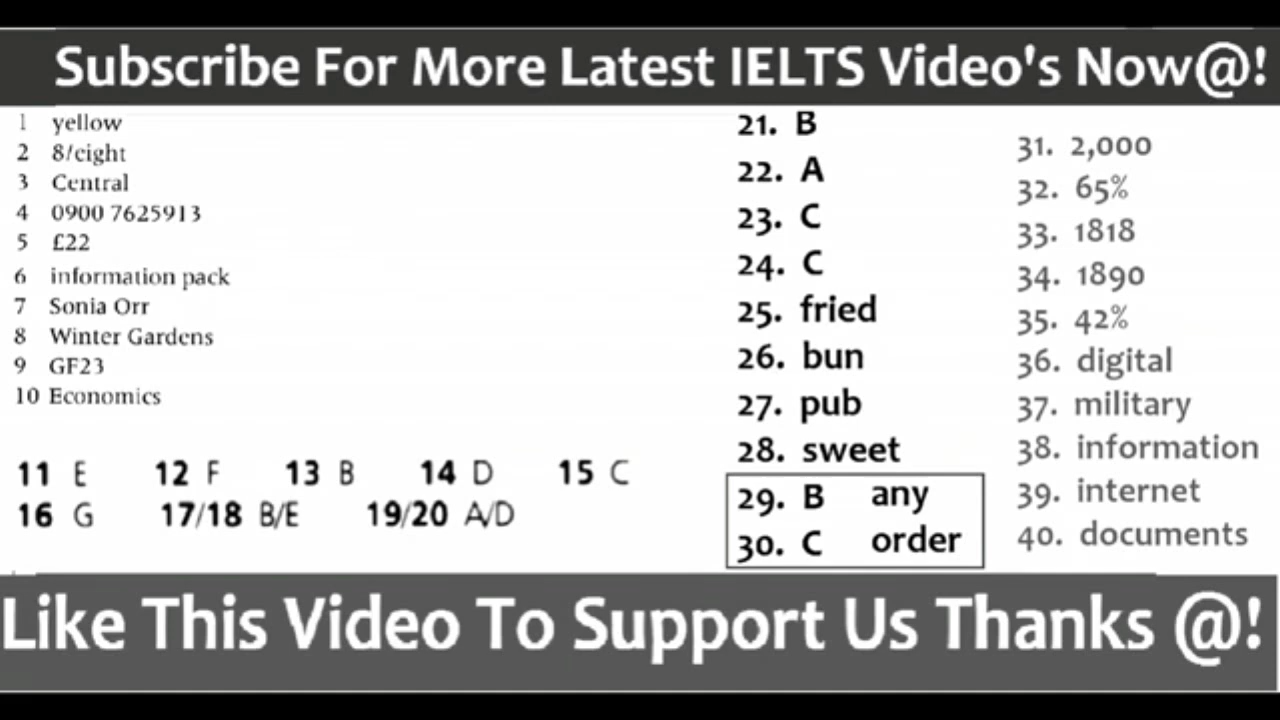 Subscribe For More Latest IELTS Video's Now@!
1 yellow
2 8/eight
3 Central
4 0900 7625913
5 £22
6 information pack
7 Sonia Orr
8 Winter Gardens
9 GF23
10 Economics
11 E 12 F 13 B 14 D 15 C
16 G 17/18 B/E 19/20 A/D
21. B
22. A
23. C
24. C
25. fried
26. bun
27. pub
28. sweet
29. B any
30. C order
31. 2,000
32. 65%
33. 1818
34. 1890
35. 42%
36. digital
37. military
38. information
39. internet
40. documents
Like This Video To Support Us Thanks @!